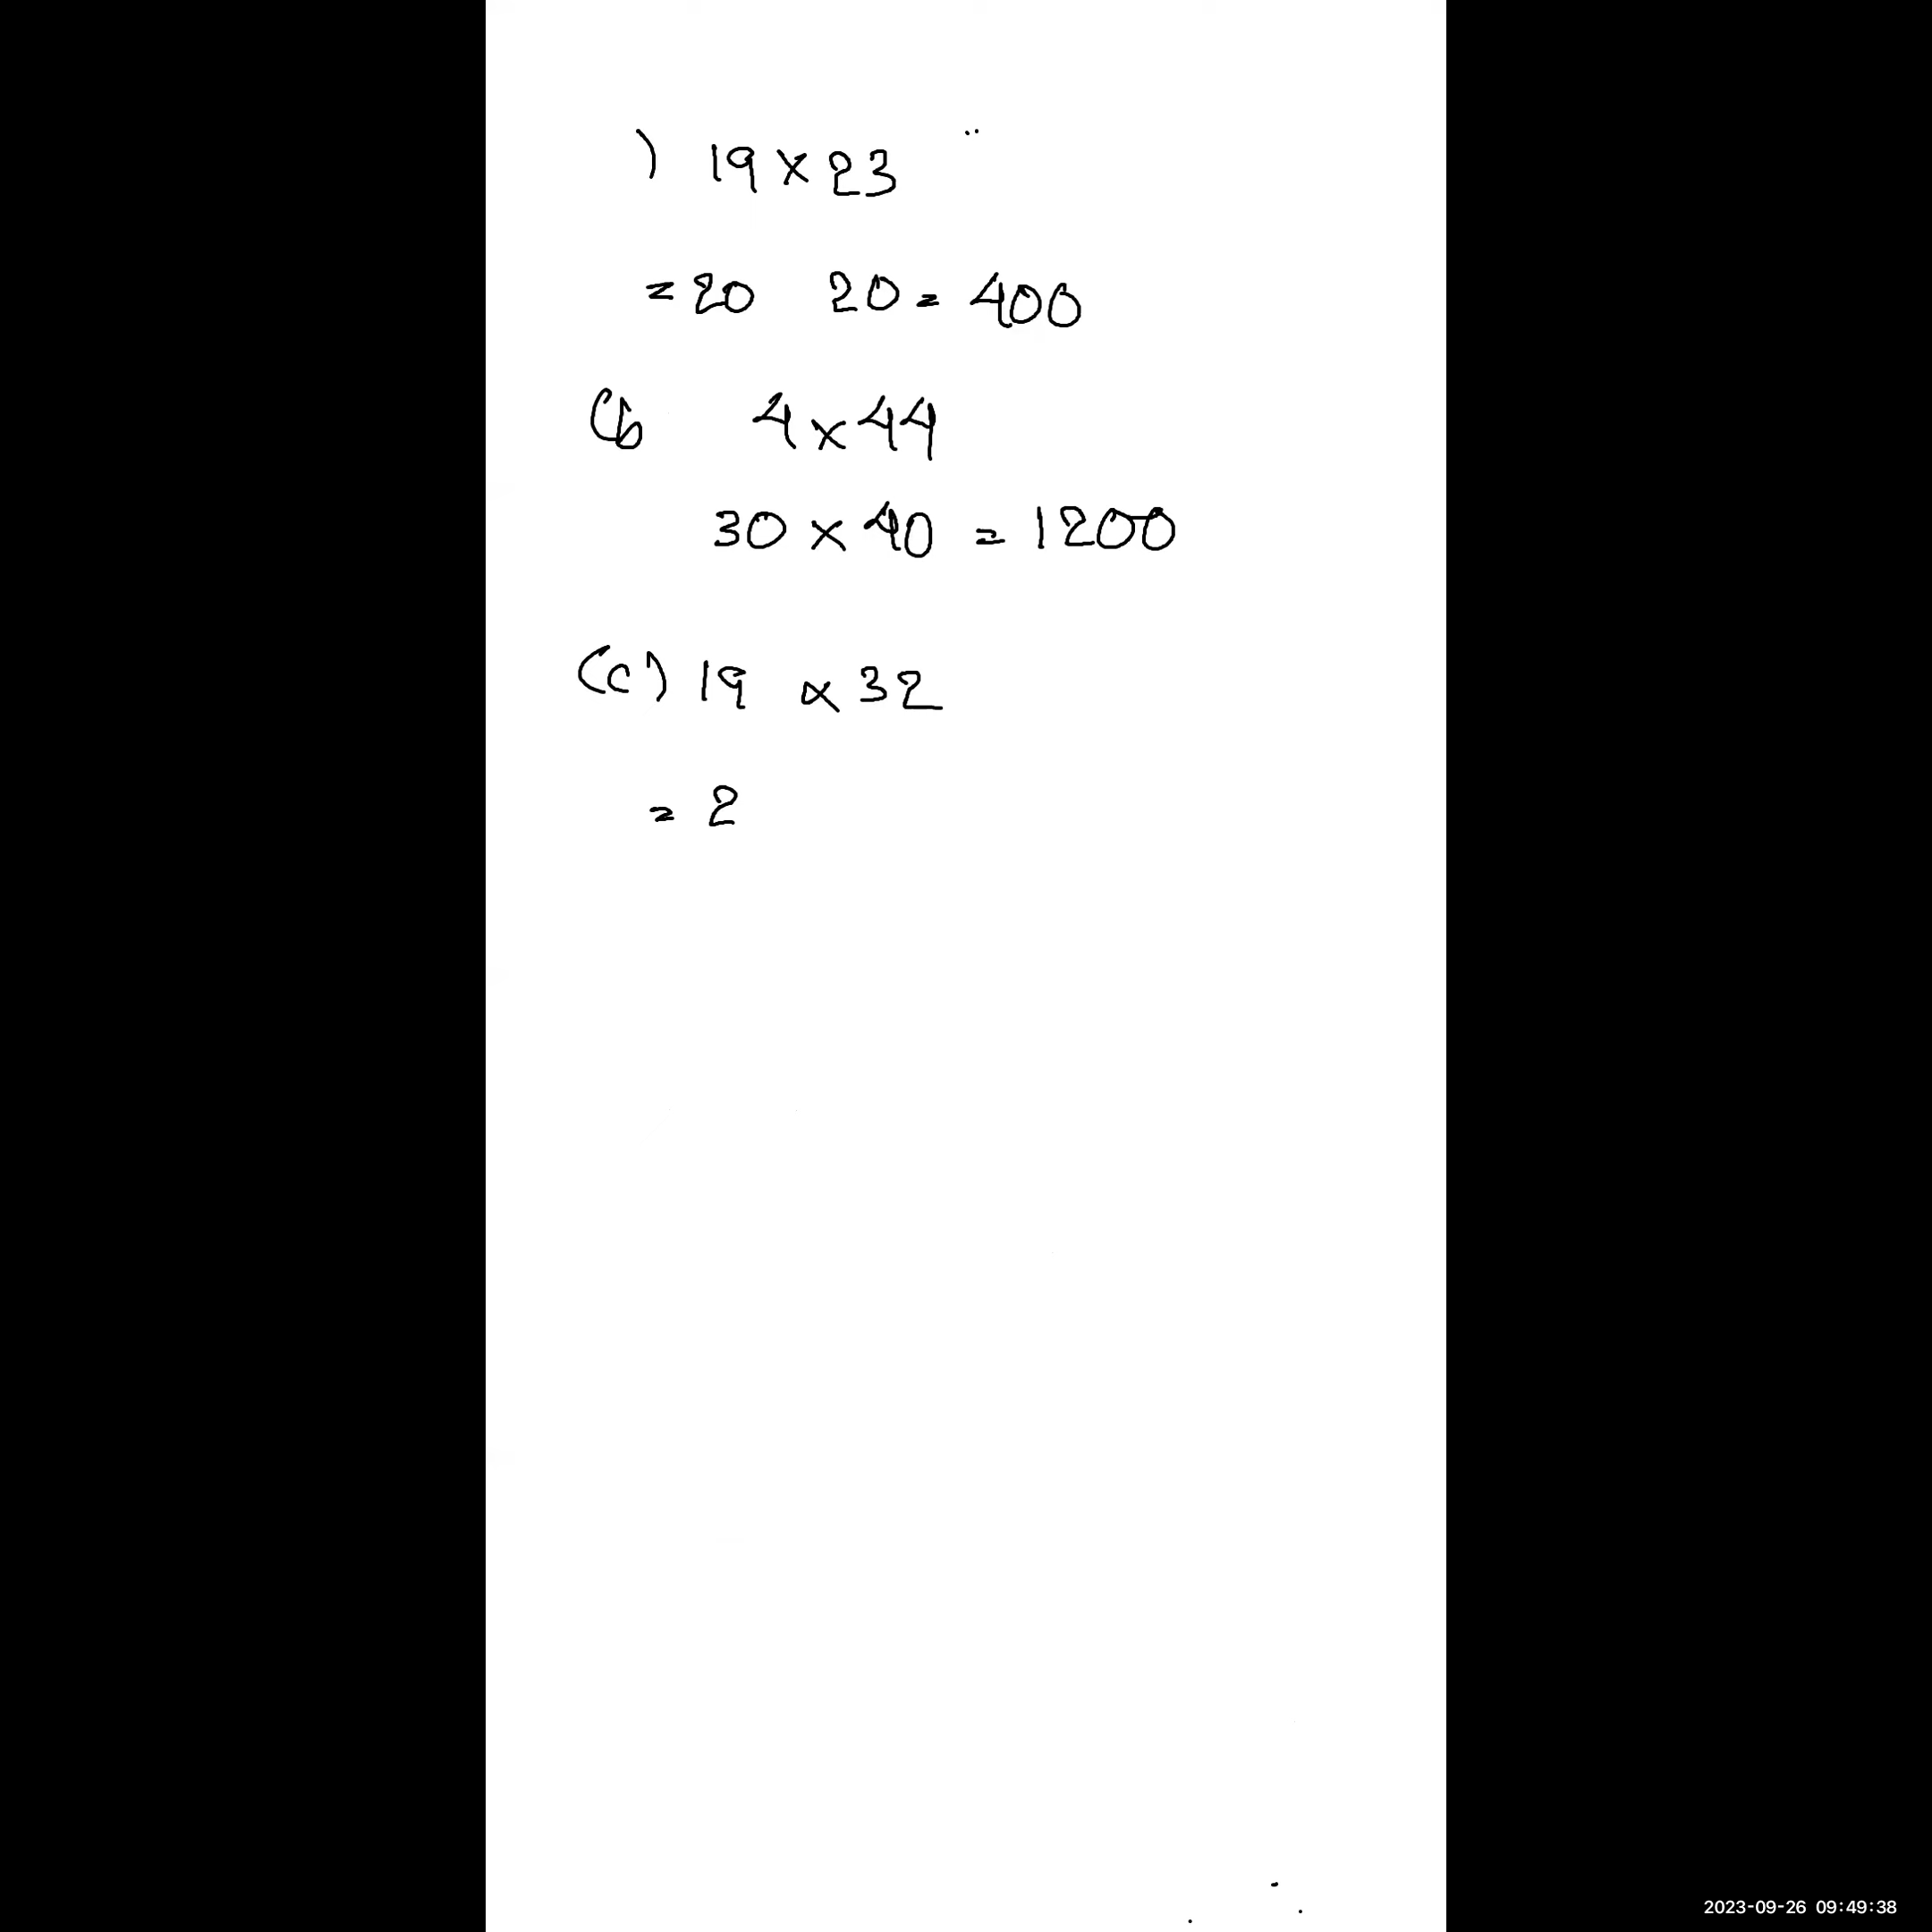 ) 19 x 23
= 20 20 = 400
(b 4 x 44
30 x 40 = 1200
(c) 19 x 32
= 2
2023-09-26 09:49:38